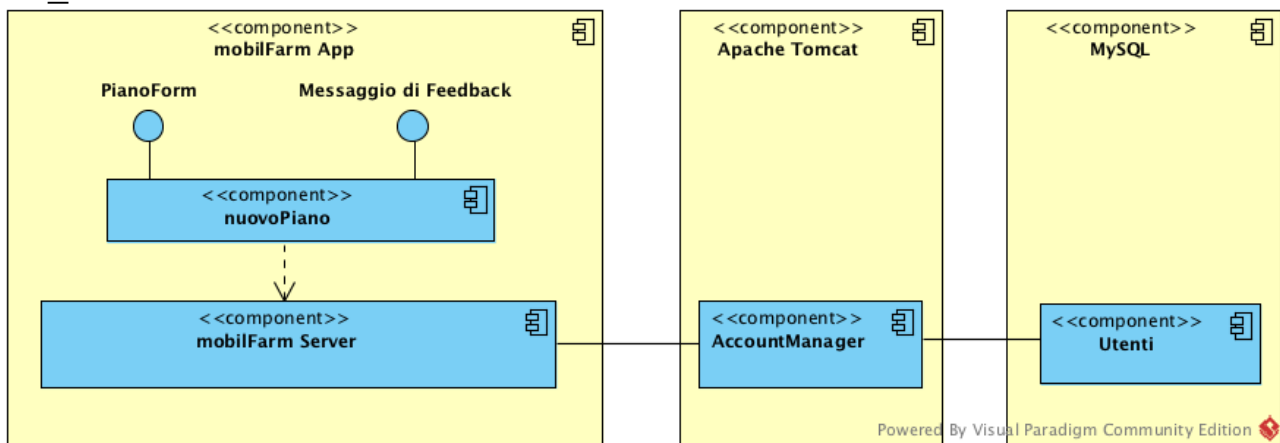 <<component>>
mobilFarm App
<<component>>
Apache Tomcat
<<component>>
MySQL
PianoForm
Messaggio di Feedback
<<component>>
nuovoPiano
<<component>>
mobilFarm Server
<<component>>
AccountManager
<<component>>
Utenti
Powered By Visual Paradigm Community Edition